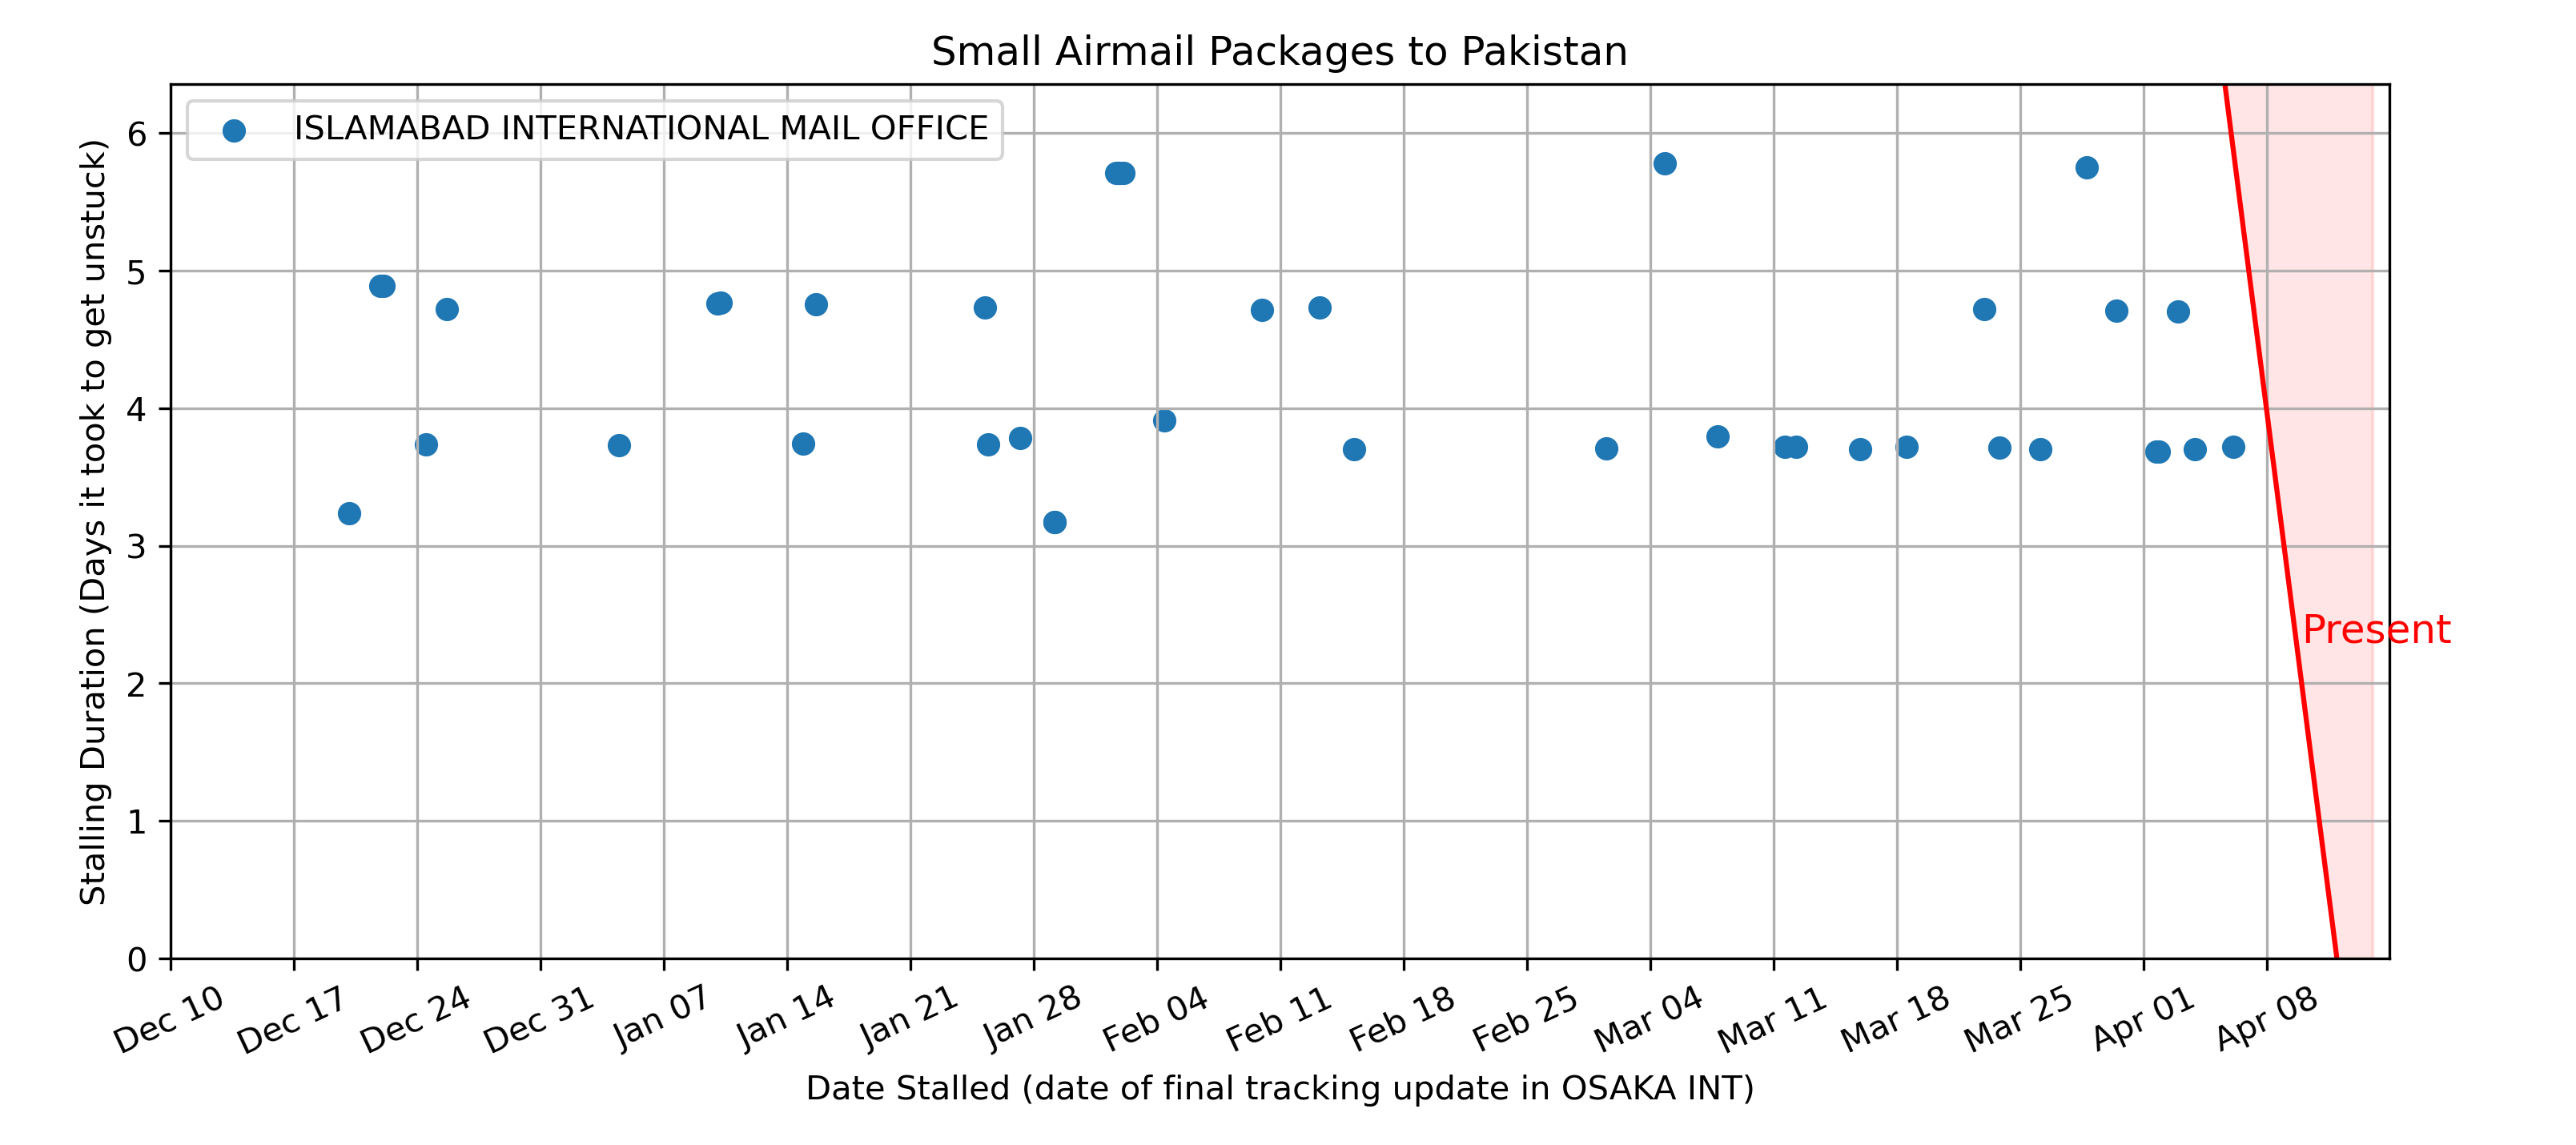 Small Airmail Packages to Pakistan
ISLAMABAD INTERNATIONAL MAIL OFFICE
Stalling Duration (Days it took to get unstuck)
6
5
4
3
2
1
0
Present
Dec 10
Dec 17
Dec 24
Dec 31
Jan 07
Jan 14
Jan 21
Jan 28
Feb 04
Feb 11
Feb 18
Feb 25
Mar 04
Mar 11
Mar 18
Mar 25
Apr 01
Apr 08
Date Stalled (date of final tracking update in OSAKA INT)